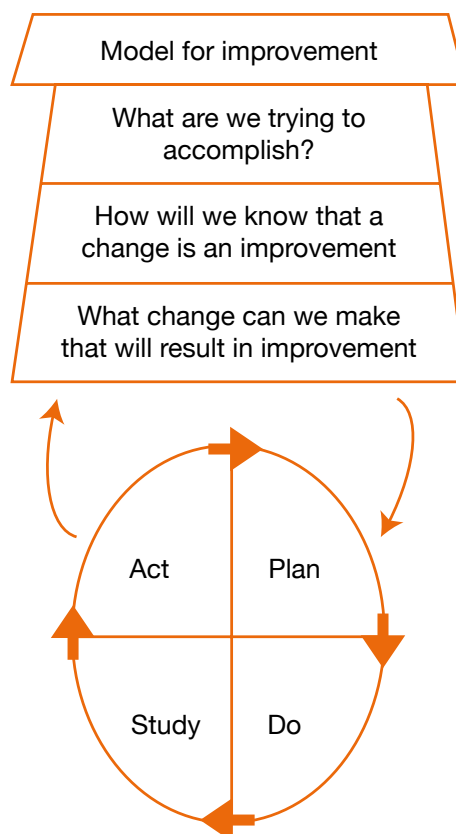 Model for improvement
What are we trying to
accomplish?
How will we know that a
change is an improvement
What change can we make
that will result in improvement
Act
Plan
Study
Do